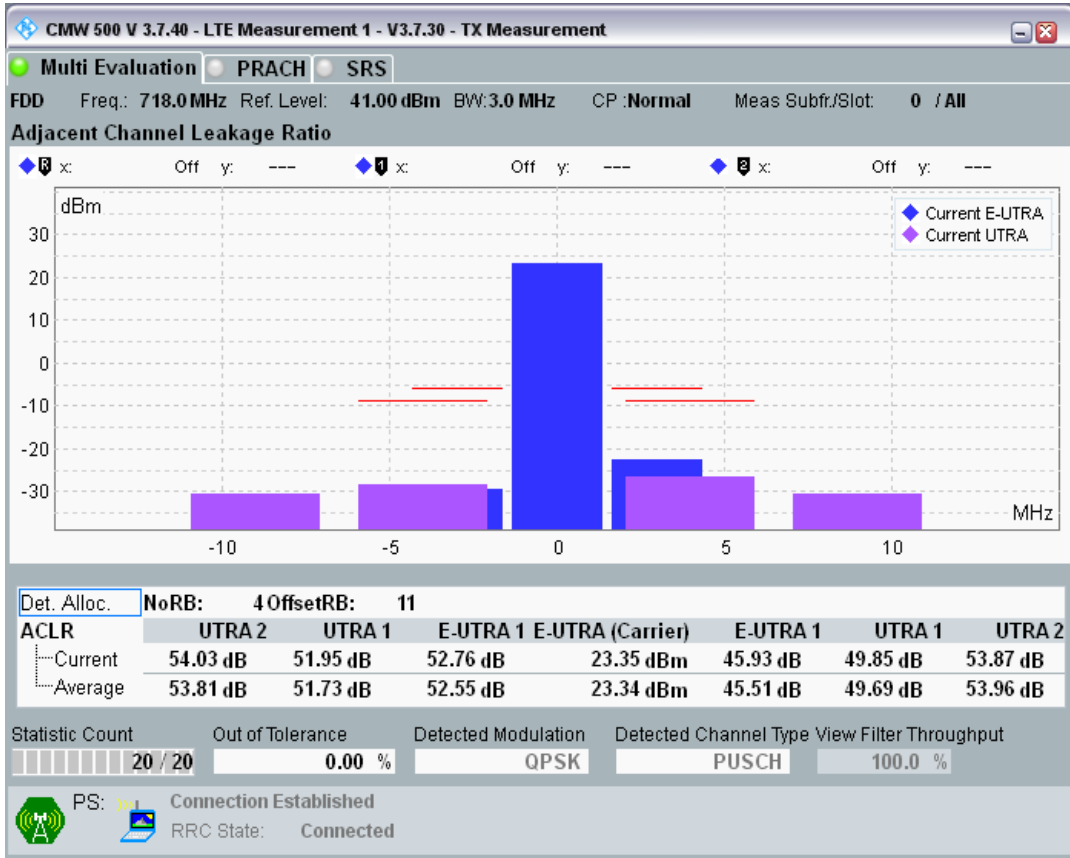 CMW 500 V 3.7.40 - LTE Measurement 1 - V3.7.30 - TX Measurement
Multi Evaluation PRACH SRS
FDD Freq.: 718.0 MHz Ref. Level: 41.00 dBm BW: 3.0 MHz CP :Normal Meas Subfr./Slot: 0 / All
Adjacent Channel Leakage Ratio
R x: Off y: --- 1 x: Off y: --- 2 x: Off y: ---
dBm
Current E-UTRA
Current UTRA
30
20
10
0
-10
-20
-30
MHz
-10 -5 0 5 10
Det. Alloc. NoRB: 4 OffsetRB: 11
ACLR UTRA 2 UTRA 1 E-UTRA 1 E-UTRA (Carrier) E-UTRA 1 UTRA 1 UTRA 2
Current 54.03 dB 51.95 dB 52.76 dB 23.35 dBm 45.93 dB 49.85 dB 53.87 dB
Average 53.81 dB 51.73 dB 52.55 dB 23.34 dBm 45.51 dB 49.69 dB 53.96 dB
Statistic Count Out of Tolerance Detected Modulation Detected Channel Type View Filter Throughput
20 / 20 0.00 % QPSK PUSCH 100.0 %
PS: Connection Established
RRC State: Connected